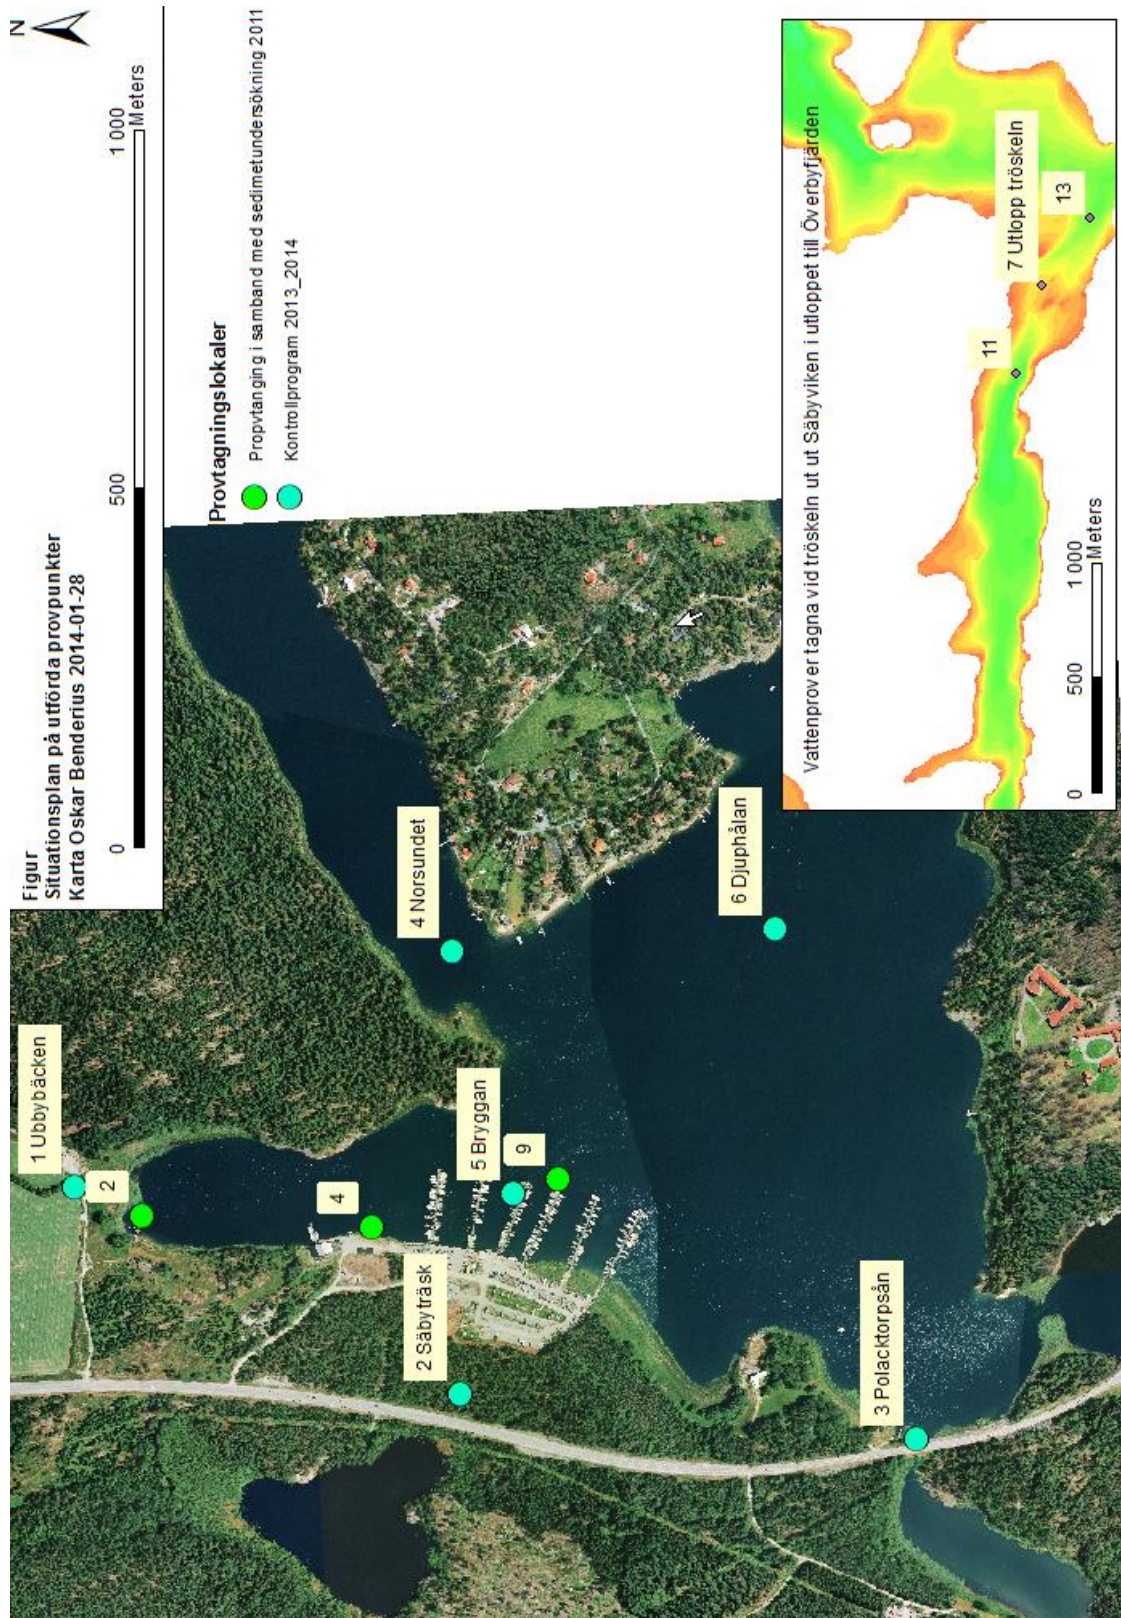 Figur
Situationsplan på utförda provpunkter
Karta Oskar Benderius 2014-01-28
0 500 1 000
Meters
N
Provtagningslokaler
Propvtanging i samband med sedimetundersökning 2011
Kontrollprogram 2013_2014
1 Ubbybäcken
2
4
2 Säbyträsk
5 Bryggan
9
4 Norsundet
6 Djuphålan
3 Polacktorpsån
Vattenprover tagna vid tröskeln ut ut Säbyviken i utloppet till Överbyfjärden
11
7 Utlopp tröskeln
13
0 500 1 000
Meters